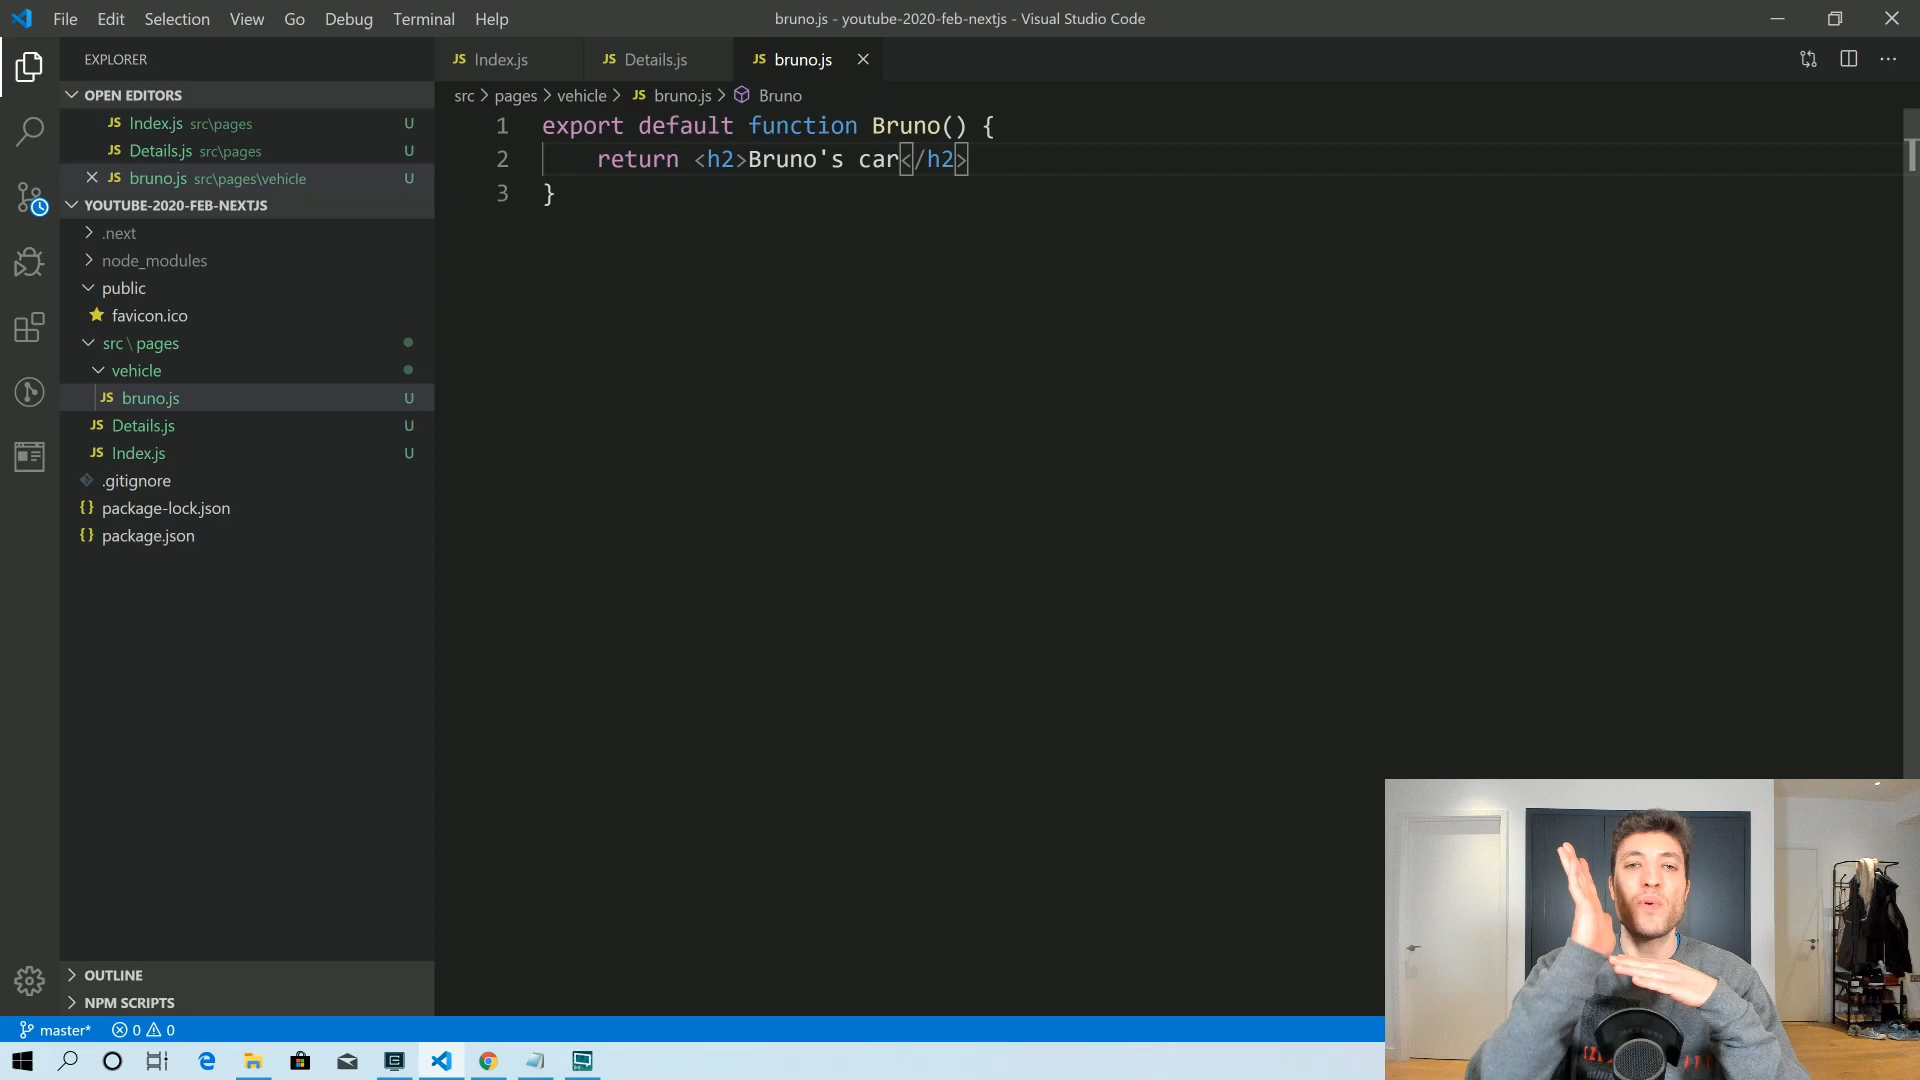 File Edit Selection View Go Debug Terminal Help
bruno.js - youtube-2020-feb-nextjs - Visual Studio Code
EXPLORER
JS Index.js
JS Details.js
JS bruno.js
OPEN EDITORS
JS Index.js src\pages U
JS Details.js src\pages U
JS bruno.js src\pages\vehicle U
YOUTUBE-2020-FEB-NEXTJS
.next
node_modules
public
favicon.ico
src \ pages
vehicle
JS bruno.js U
JS Details.js U
JS Index.js U
.gitignore
{} package-lock.json
{} package.json
OUTLINE
NPM SCRIPTS
src > pages > vehicle > JS bruno.js > Bruno
1 export default function Bruno() {
2 return <h2>Bruno's car</h2>
3 }
master* 0 0